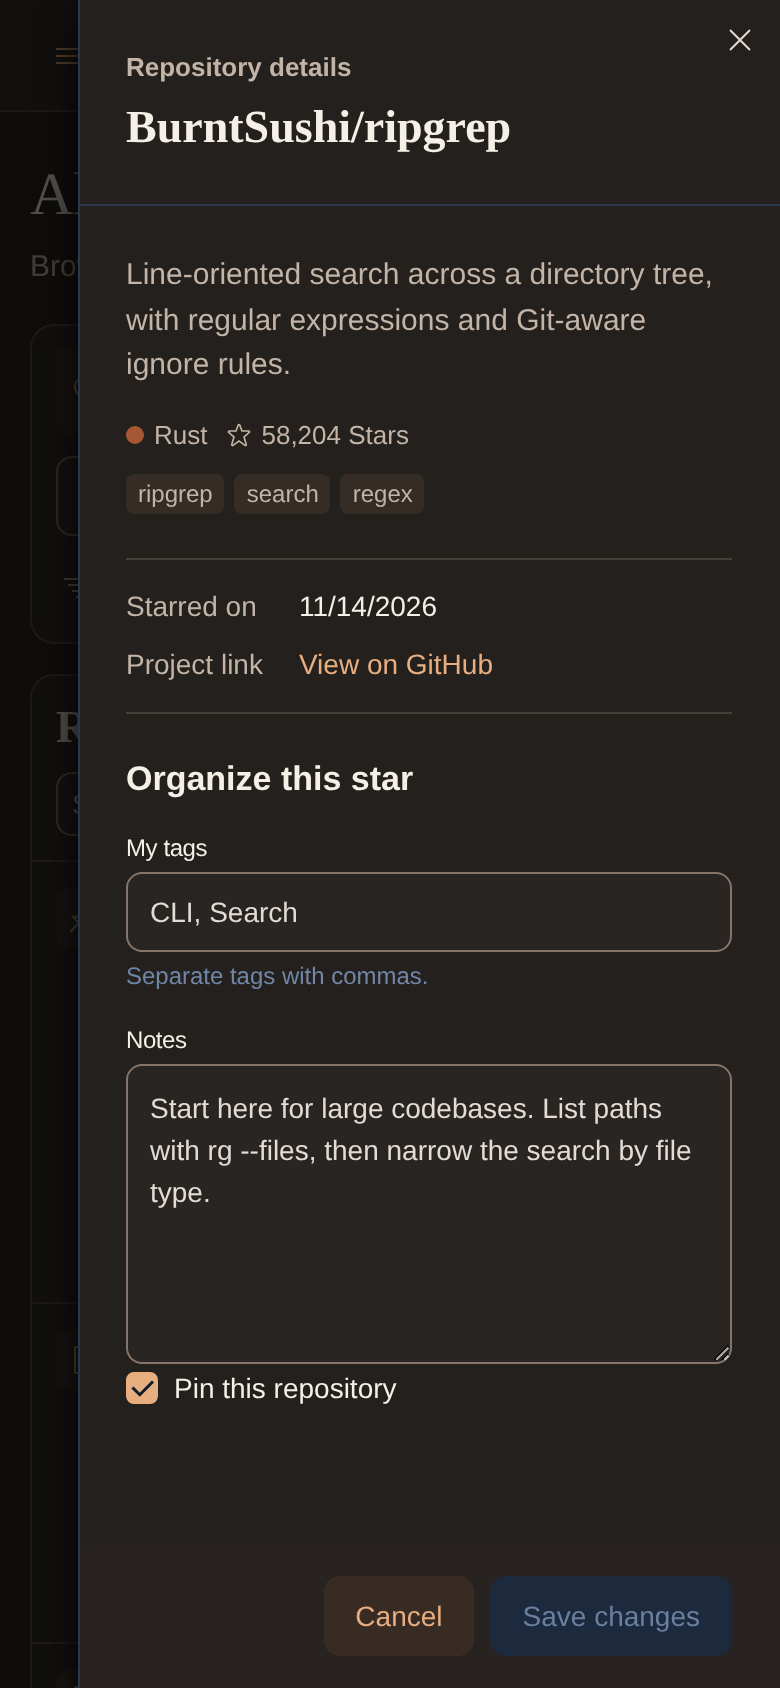 Repository details
BurntSushi/ripgrep
Line-oriented search across a directory tree,
with regular expressions and Git-aware
ignore rules.
Rust 58,204 Stars
ripgrep search regex
Starred on 11/14/2026
Project link View on GitHub
Organize this star
My tags
CLI, Search
Separate tags with commas.
Notes
Start here for large codebases. List paths
with rg --files, then narrow the search by file
type.
Pin this repository
Cancel Save changes